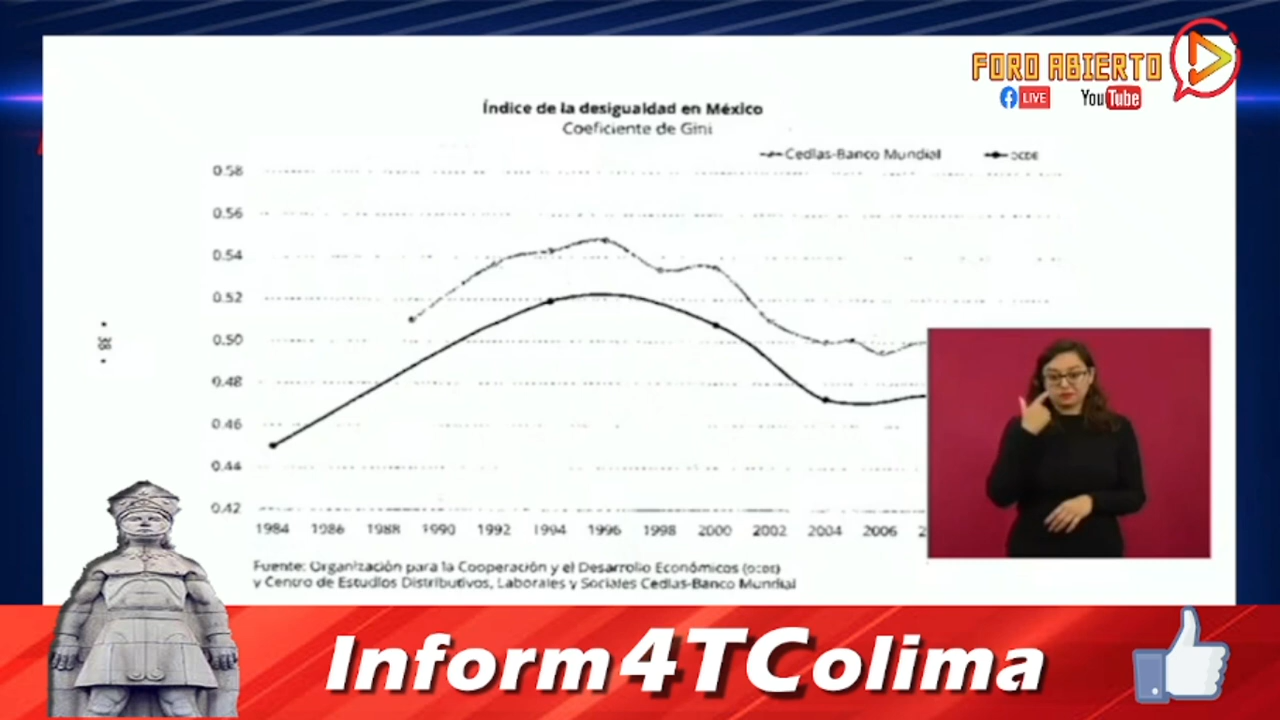 FORO ABIERTO
LIVE
YouTube
Índice de la desigualdad en México
Coeficiente de Gini
Cedlas-Banco Mundial
OCDE
0.58
0.56
0.54
0.52
0.50
0.48
0.46
0.44
0.42
1984 1986 1988 1990 1992 1994 1996 1998 2000 2002 2004 2006
• 38 •
Fuente: Organización para la Cooperación y el Desarrollo Económicos (OCDE)
y Centro de Estudios Distributivos, Laborales y Sociales Cedlas-Banco Mundial
Inform4TColima